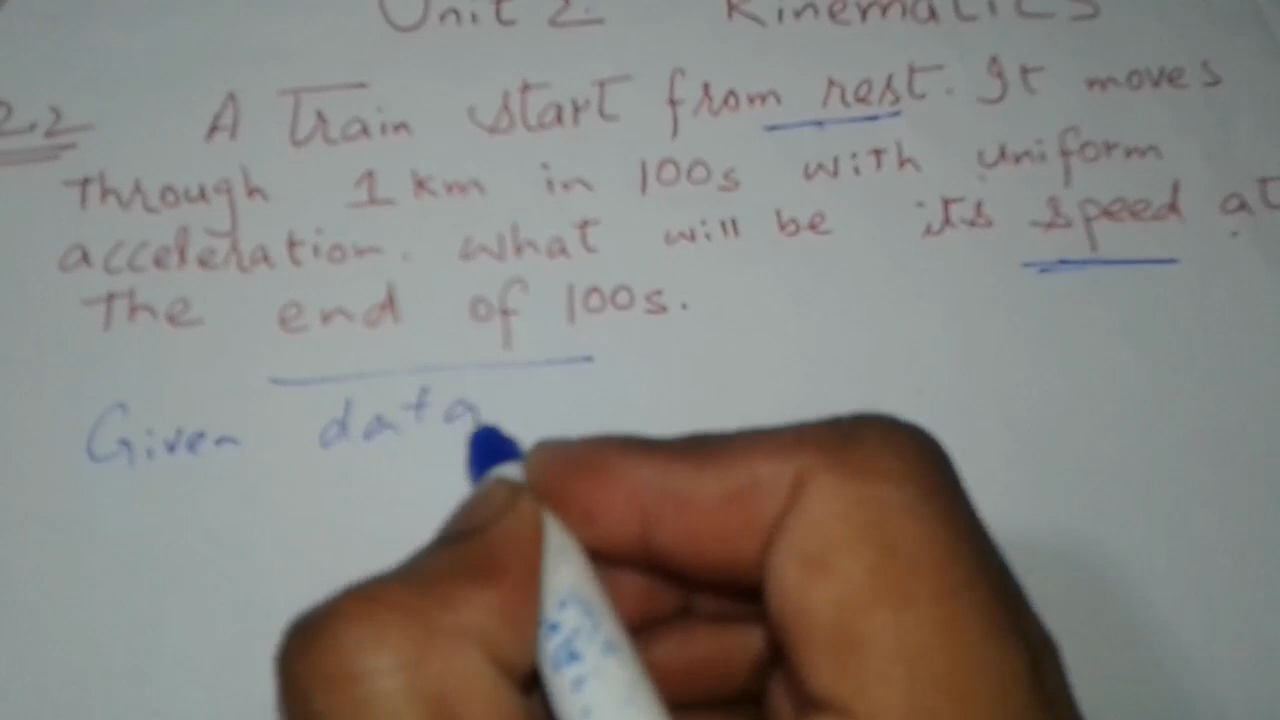 Unit 2 Kinematics
2.2 A Train start from rest. It moves
through 1 km in 100s with uniform
acceleration. what will be its speed at
The end of 100s.
Given data